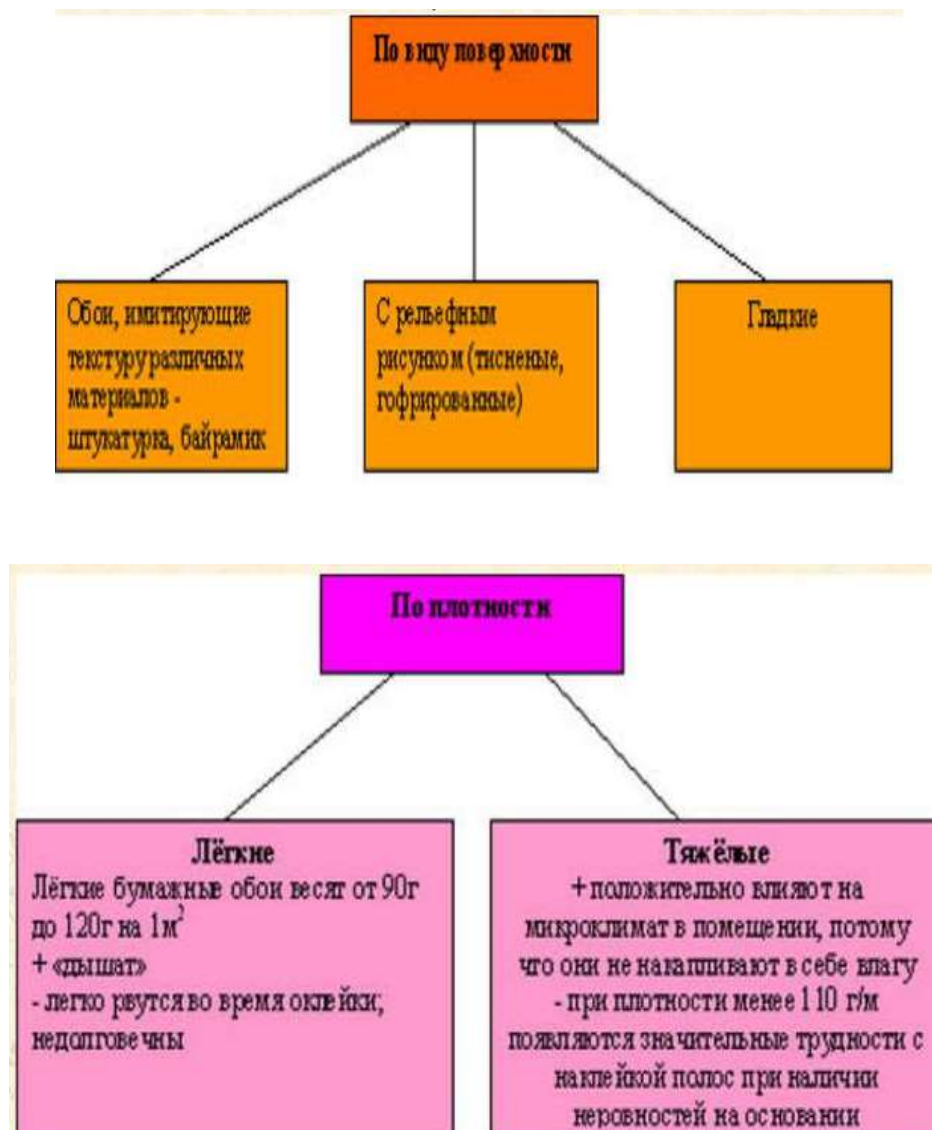 По виду поверхности
Обои, имитирующие
текстуру различных
материалов -
штукатурка, байрамик
С рельефным
рисунком (тисненые,
гофрированные)
Гладкие
По плотности
Лёгкие
Лёгкие бумажные обои весят от 90г
до 120г на 1м²
+ «дышат»
- легко рвутся во время оклейки;
недолговечны
Тяжёлые
+ положительно влияют на
микроклимат в помещении, потому
что они не накапливают в себе влагу
- при плотности менее 110 г/м
появляются значительные трудности с
наклейкой полос при наличии
неровностей на основании